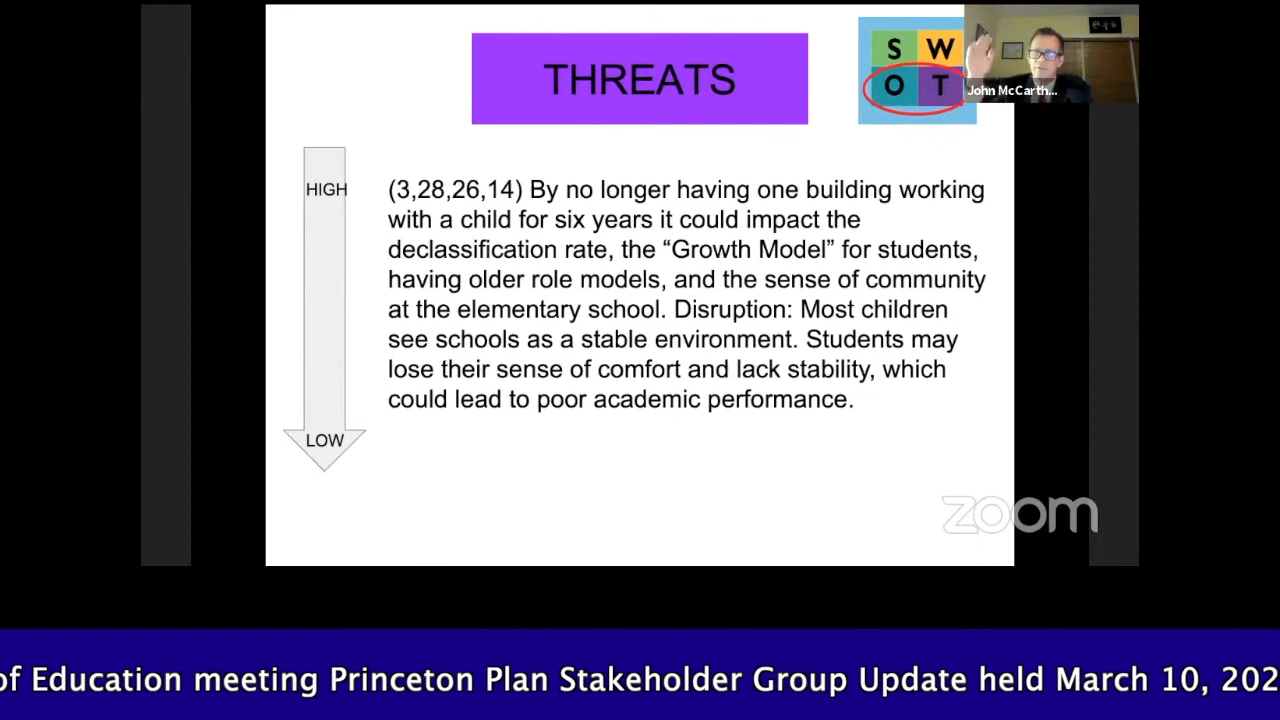 THREATS
S W
O T
John McCarth...
HIGH
(3,28,26,14) By no longer having one building working
with a child for six years it could impact the
declassification rate, the “Growth Model” for students,
having older role models, and the sense of community
at the elementary school. Disruption: Most children
see schools as a stable environment. Students may
lose their sense of comfort and lack stability, which
could lead to poor academic performance.
LOW
zoom
of Education meeting Princeton Plan Stakeholder Group Update held March 10, 202